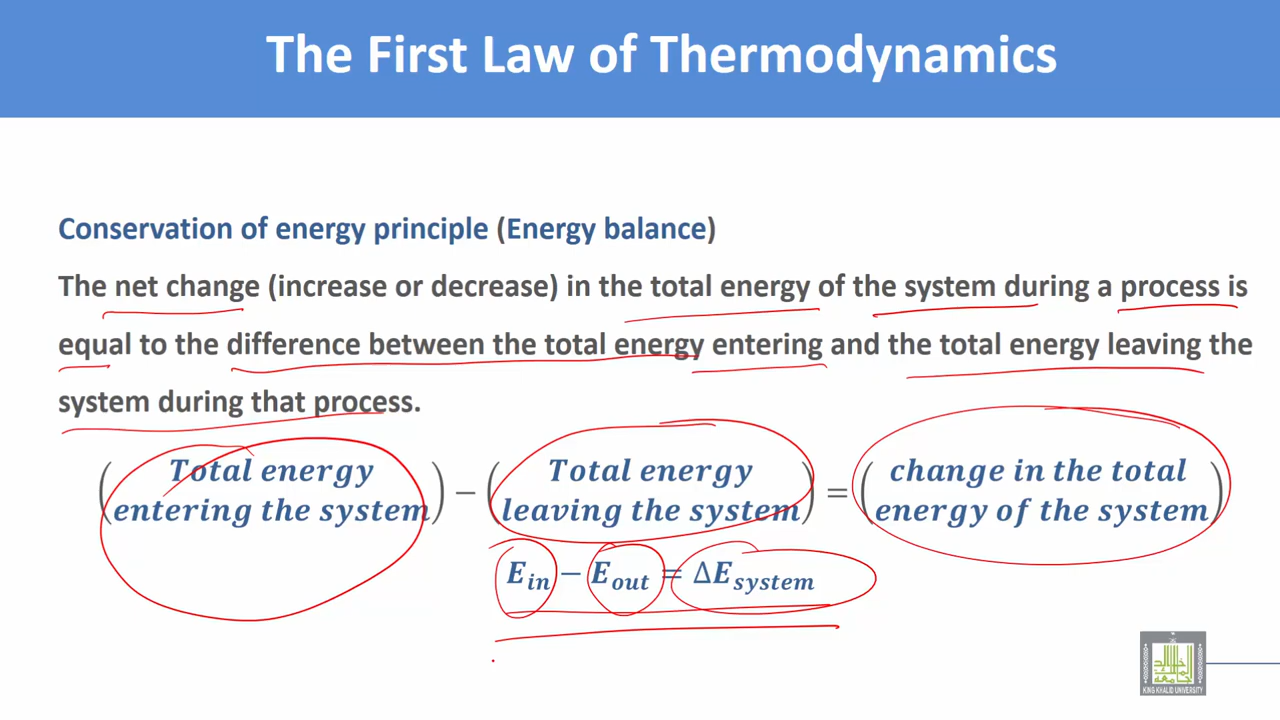 The First Law of Thermodynamics
Conservation of energy principle (Energy balance)
The net change (increase or decrease) in the total energy of the system during a process is
equal to the difference between the total energy entering and the total energy leaving the
system during that process.
(Total energy entering the system) − (Total energy leaving the system) = (change in the total energy of the system)
E_in − E_out = ΔE_system
KING KHALID UNIVERSITY